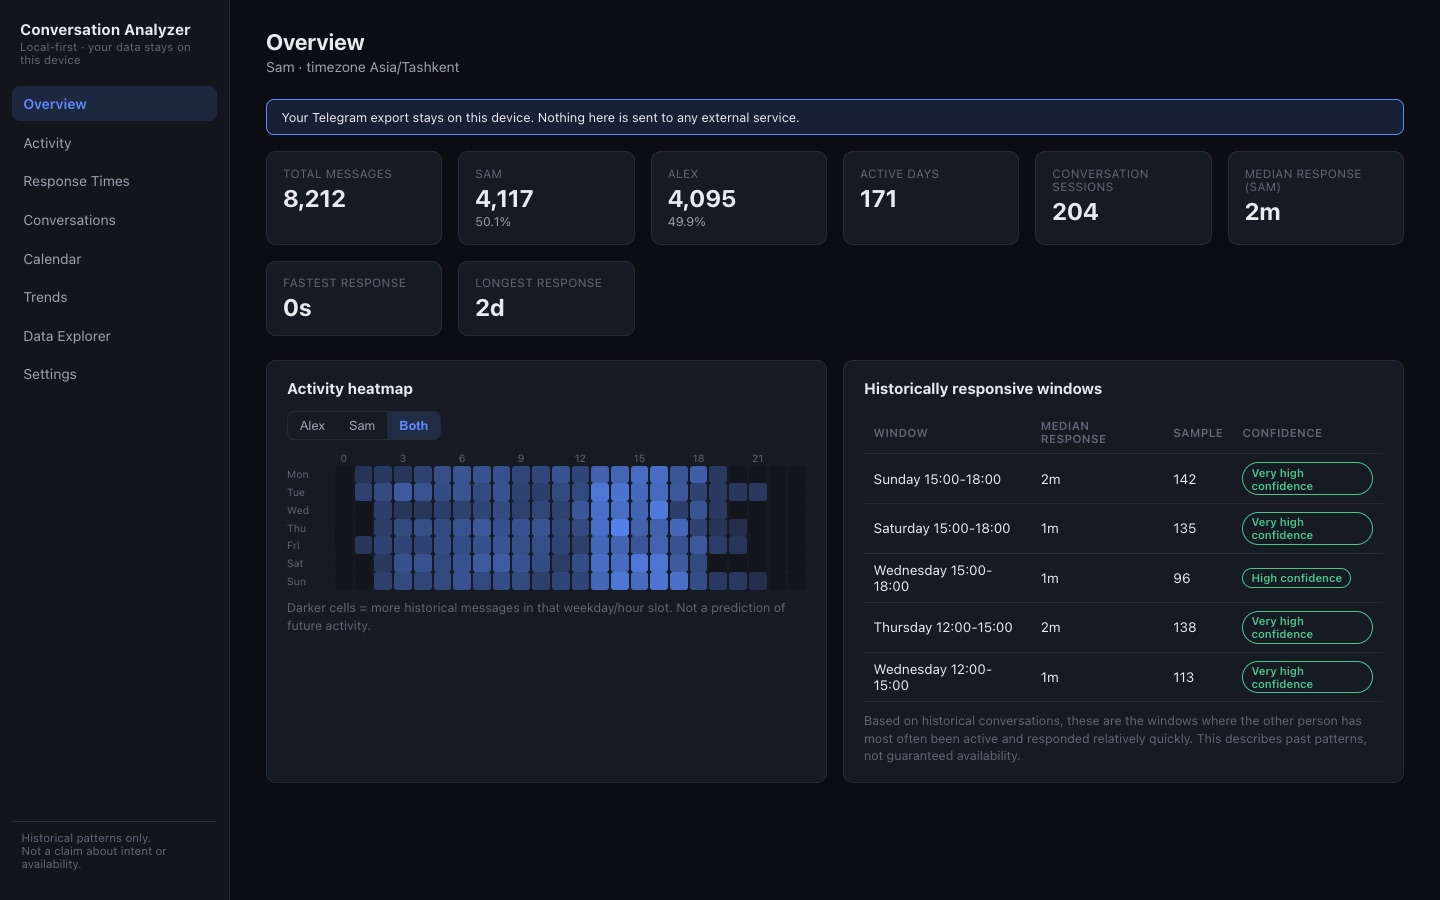 Conversation Analyzer
Local-first · your data stays on
this device
Overview
Activity
Response Times
Conversations
Calendar
Trends
Data Explorer
Settings
Historical patterns only.
Not a claim about intent or
availability.
Overview
Sam · timezone Asia/Tashkent
Your Telegram export stays on this device. Nothing here is sent to any external service.
TOTAL MESSAGES
8,212
SAM
4,117
50.1%
ALEX
4,095
49.9%
ACTIVE DAYS
171
CONVERSATION
SESSIONS
204
MEDIAN RESPONSE
(SAM)
2m
FASTEST RESPONSE
0s
LONGEST RESPONSE
2d
Activity heatmap
Alex Sam Both
0 3 6 9 12 15 18 21
Mon
Tue
Wed
Thu
Fri
Sat
Sun
Darker cells = more historical messages in that weekday/hour slot. Not a prediction of
future activity.
Historically responsive windows
WINDOW MEDIAN RESPONSE SAMPLE CONFIDENCE
Sunday 15:00-18:00 2m 142 Very high confidence
Saturday 15:00-18:00 1m 135 Very high confidence
Wednesday 15:00-18:00 1m 96 High confidence
Thursday 12:00-15:00 2m 138 Very high confidence
Wednesday 12:00-15:00 1m 113 Very high confidence
Based on historical conversations, these are the windows where the other person has
most often been active and responded relatively quickly. This describes past patterns,
not guaranteed availability.